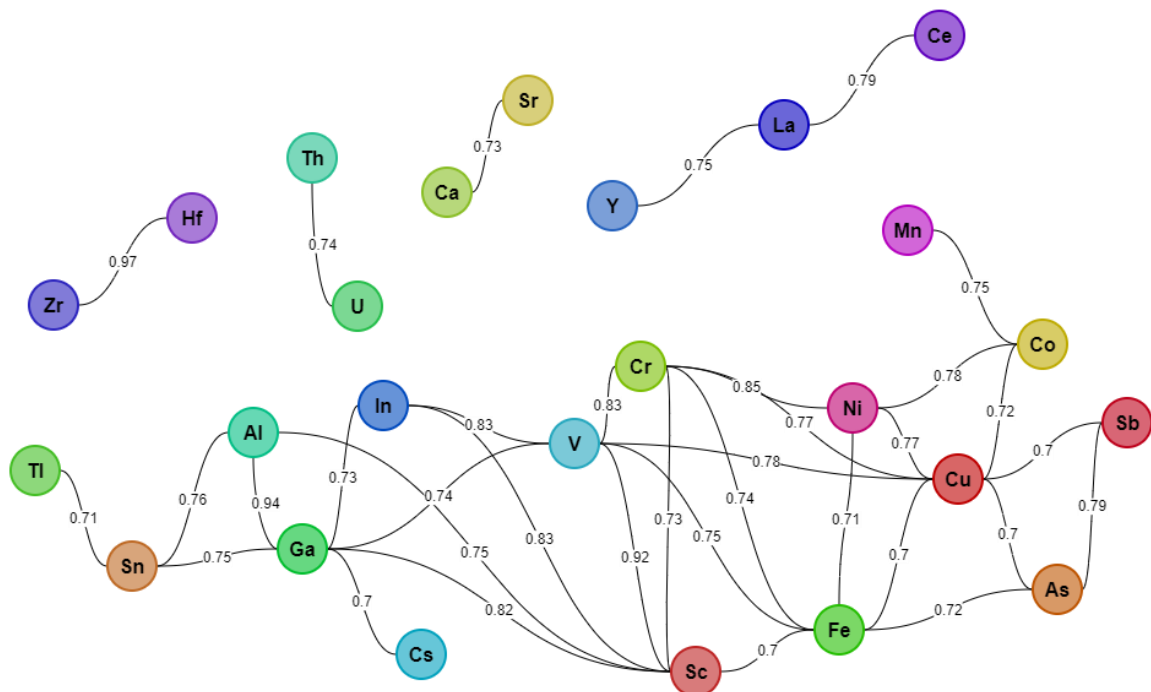 Ce
0.79
Sr
La
0.73
Th
0.75
Ca
Y
Hf
Mn
0.74
0.97
0.75
Zr
U
Co
Cr
0.85
0.78
In
Ni
0.83
0.72
Sb
0.83
0.77
Al
V
0.77
0.7
0.78
Tl
0.73
Cu
0.76
0.94
0.74
0.74
0.79
0.71
0.73
0.75
0.71
0.83
0.7
0.7
Ga
0.75
0.75
0.92
Sn
As
0.7
0.82
0.72
Fe
Cs
0.7
Sc